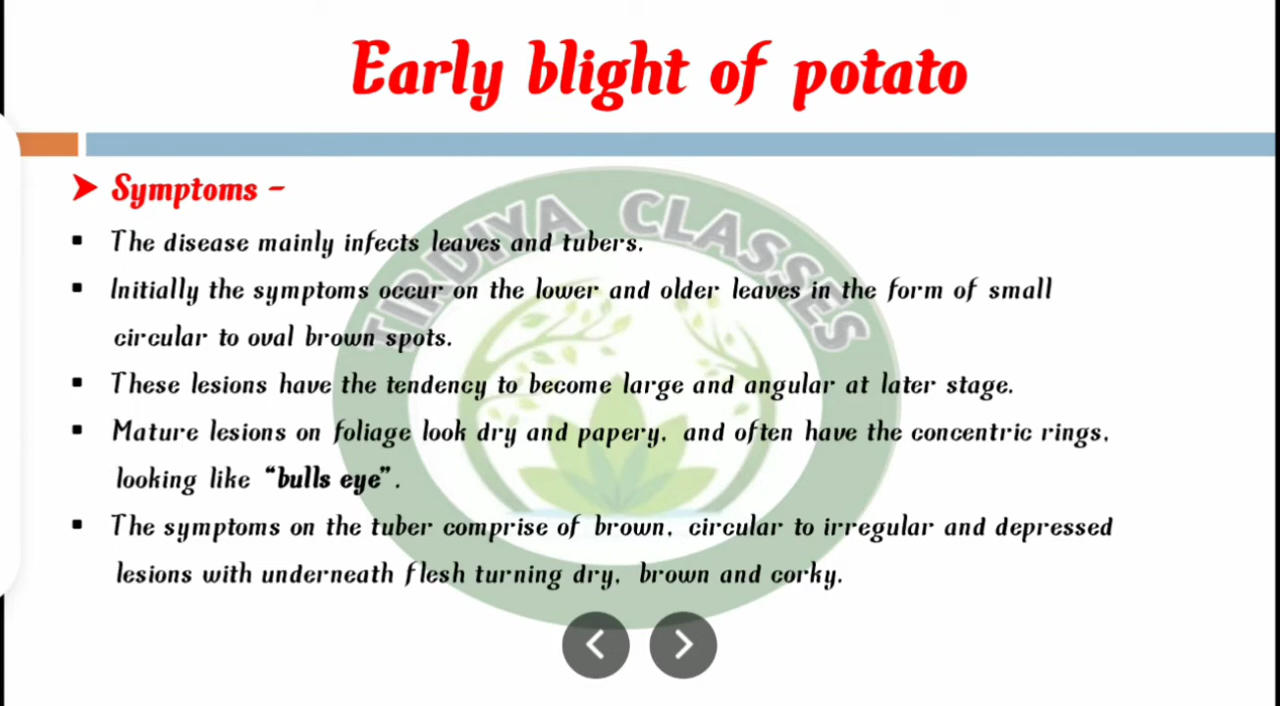 Early blight of potato
➤ Symptoms -
▪ The disease mainly infects leaves and tubers.
▪ Initially the symptoms occur on the lower and older leaves in the form of small
circular to oval brown spots.
▪ These lesions have the tendency to become large and angular at later stage.
▪ Mature lesions on foliage look dry and papery, and often have the concentric rings,
looking like “bulls eye”.
▪ The symptoms on the tuber comprise of brown, circular to irregular and depressed
lesions with underneath flesh turning dry, brown and corky.
TIRDIYA CLASSES